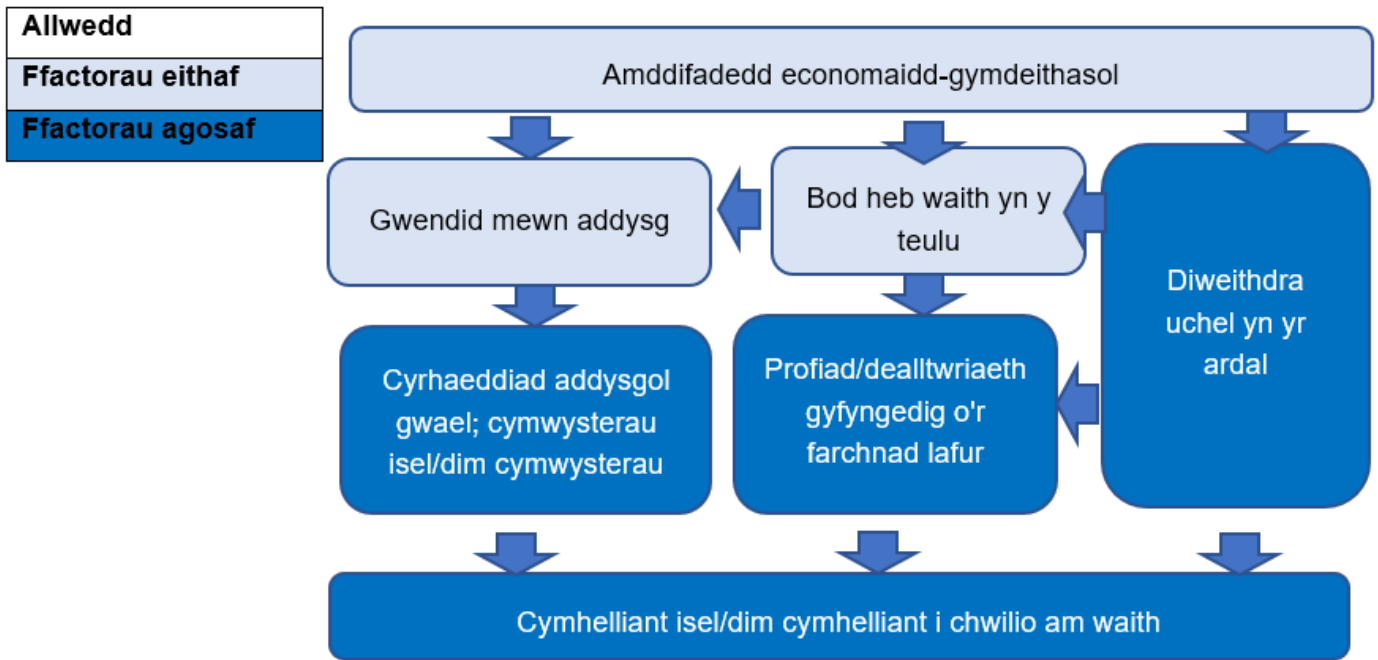 Allwedd
Ffactorau eithaf
Ffactorau agosaf
Amddifadedd economaidd-gymdeithasol
Gwendid mewn addysg
Bod heb waith yn y
teulu
Diweithdra
uchel yn yr
ardal
Cyrhaeddiad addysgol
gwael; cymwysterau
isel/dim cymwysterau
Profiad/dealltwriaeth
gyfyngedig o'r
farchnad lafur
Cymhelliant isel/dim cymhelliant i chwilio am waith